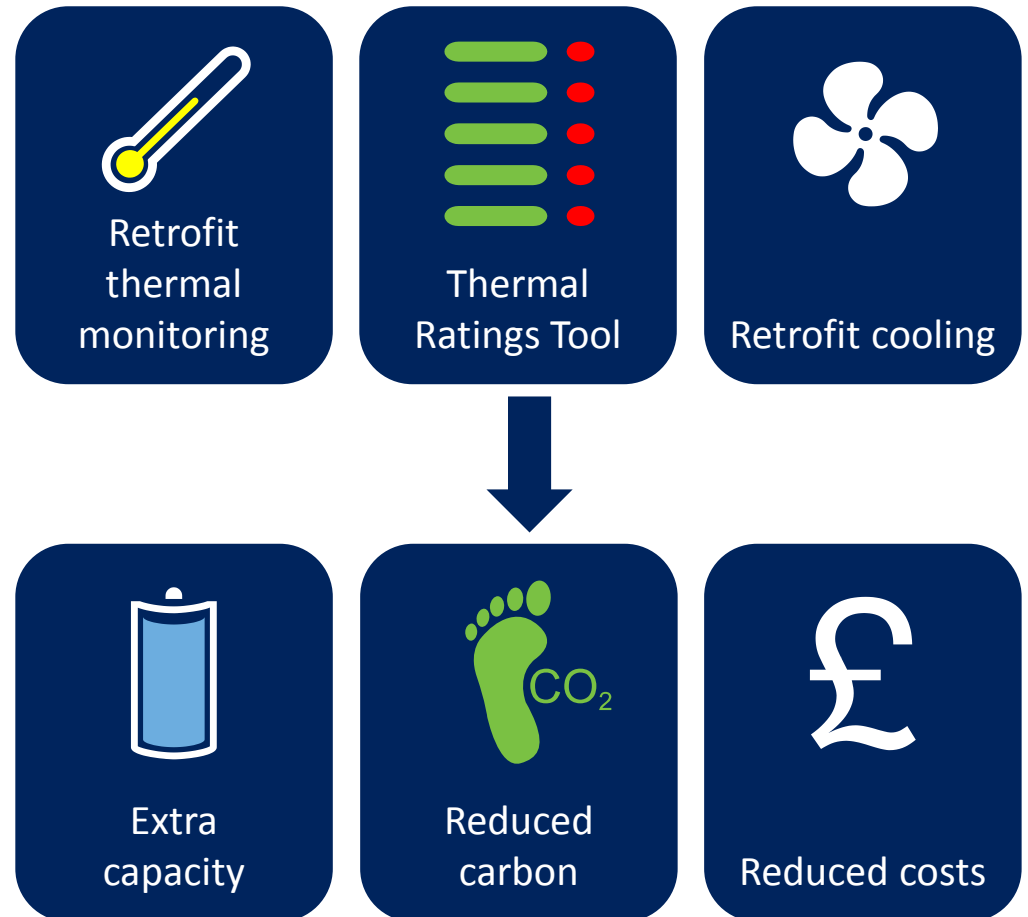 Retrofit
thermal
monitoring
Thermal
Ratings Tool
Retrofit cooling
Extra
capacity
CO₂
Reduced
carbon
£
Reduced costs